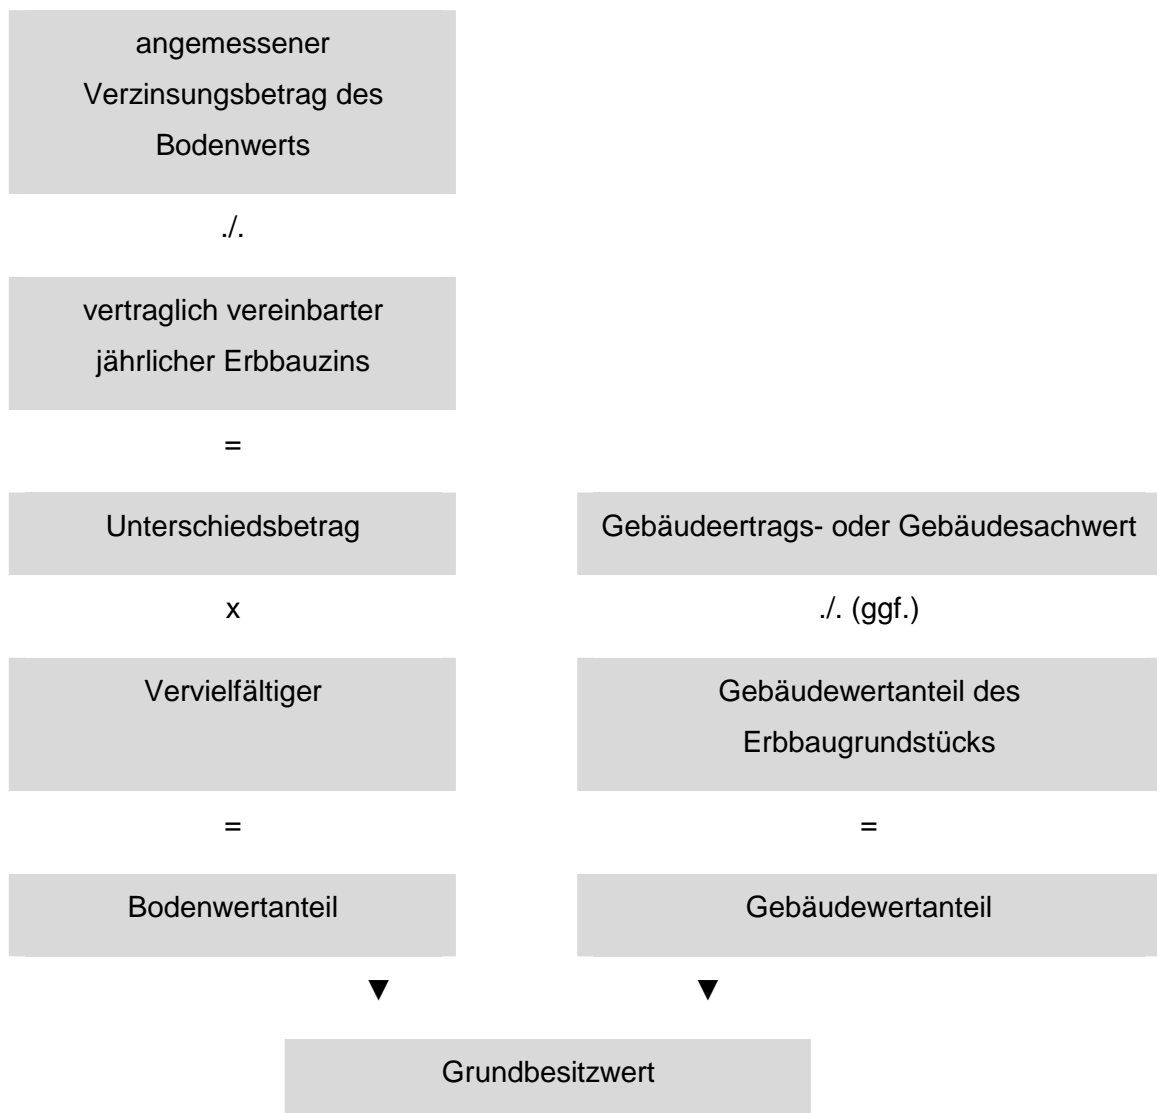 angemessener
Verzinsungsbetrag des
Bodenwerts
./.
vertraglich vereinbarter
jährlicher Erbbauzins
=
Unterschiedsbetrag
x
Vervielfältiger
=
Bodenwertanteil
▼
Gebäudeertrags- oder Gebäudesachwert
./. (ggf.)
Gebäudewertanteil des
Erbbaugrundstücks
=
Gebäudewertanteil
▼
Grundbesitzwert